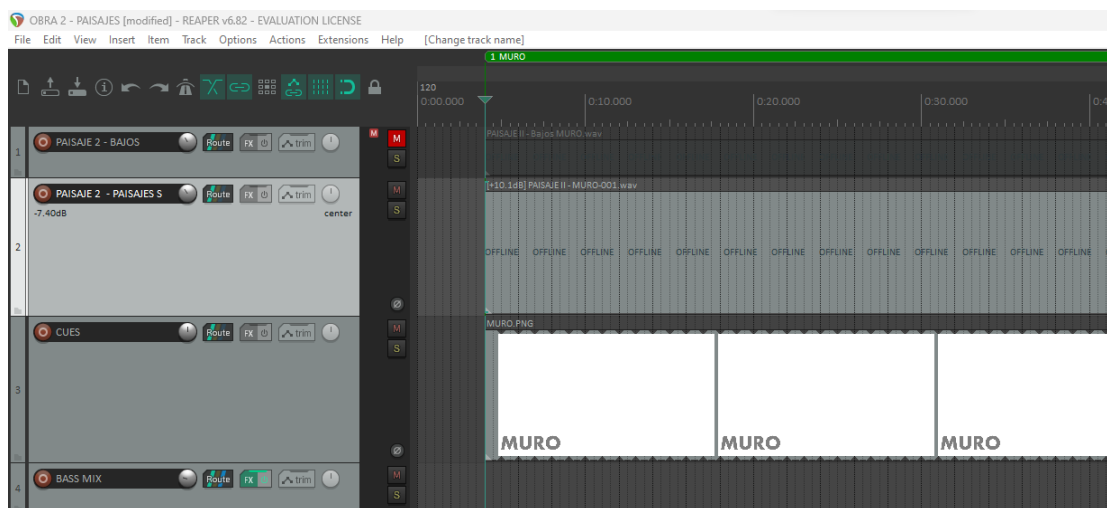 OBRA 2 - PAISAJES [modified] - REAPER v6.82 - EVALUATION LICENSE
File Edit View Insert Item Track Options Actions Extensions Help [Change track name]
1 MURO
120
0:00.000 0:10.000 0:20.000 0:30.000 0:4
1 PAISAJE 2 - BAJOS Route FX trim M M
S
PAISAJE II - Bajos MURO.wav
PAISAJE 2 - PAISAJES S Route FX trim M
-7.40dB center S
2
[+10.1dB] PAISAJE II - MURO-001.wav
OFFLINE OFFLINE OFFLINE OFFLINE OFFLINE OFFLINE OFFLINE OFFLINE OFFLINE OFFLINE OFFLINE OFFLINE OFFLINE
CUES Route FX trim M
S
3
MURO.PNG
MURO MURO MURO
4 BASS MIX Route FX trim M
S